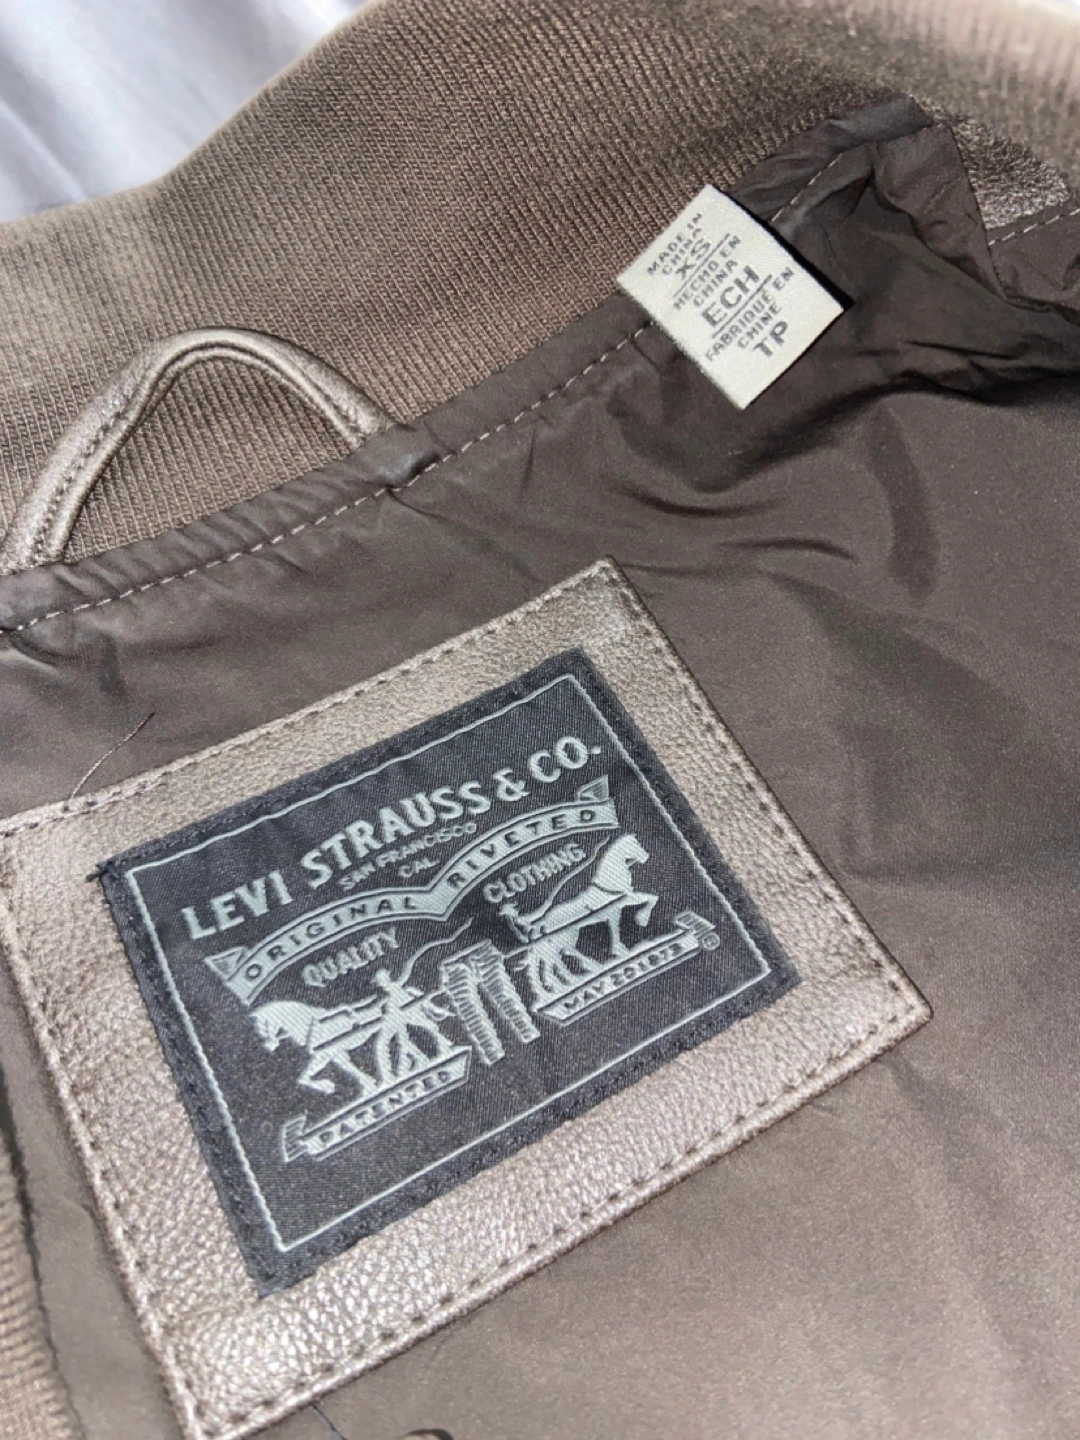 MADE IN
CHINA
XS
HECHO EN
CHINA
ECH
FABRIQUÉ EN
CHINE
TP
LEVI STRAUSS & CO.
SAN FRANCISCO
CAL
ORIGINAL RIVETED
QUALITY CLOTHING
PATENTED MAY 20 1873
®